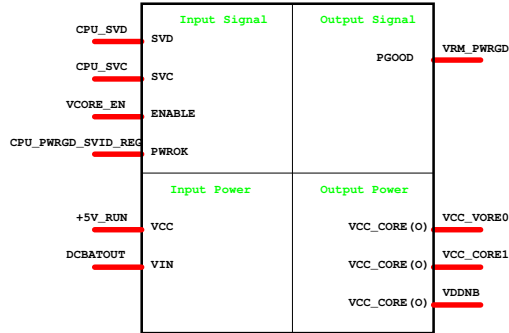 Input Signal
Output Signal
CPU_SVD
SVD
VRM_PWRGD
PGOOD
CPU_SVC
SVC
VCORE_EN
ENABLE
CPU_PWRGD_SVID_REG
PWROK
Input Power
Output Power
+5V_RUN
VCC
VCC_CORE(O)
VCC_VORE0
DCBATOUT
VIN
VCC_CORE(O)
VCC_CORE1
VCC_CORE(O)
VDDNB